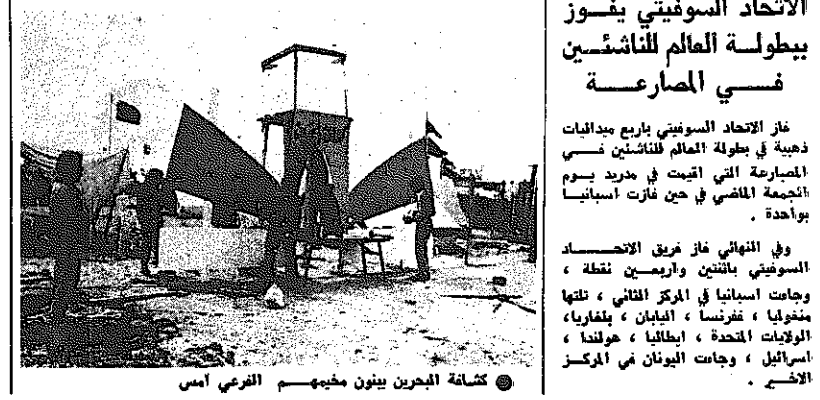 الاتحاد السوفيتي يفوز
ببطولة العالم للناشئين
في المصارعة
فاز الاتحاد السوفيتي باربع ميداليات
ذهبية في بطولة العالم للناشئين في
المصارعة التي اقيمت في مدريد يوم
الجمعة الماضي في حين فازت اسبانيا
بواحدة .
وفي النهائي فاز فريق الاتحاد
السوفيتي باثنتين واربعين نقطة ،
وجاءت اسبانيا في المركز الثاني ، تلتها
منغوليا ، ففرنسا ، اليابان ، بلغاريا،
الولايات المتحدة ، ايطاليا ، هولندا ،
اسرائيل ، وجاءت اليونان في المركز
الاخير .
كشافة البحرين يبنون مخيمهم الفرعي امس